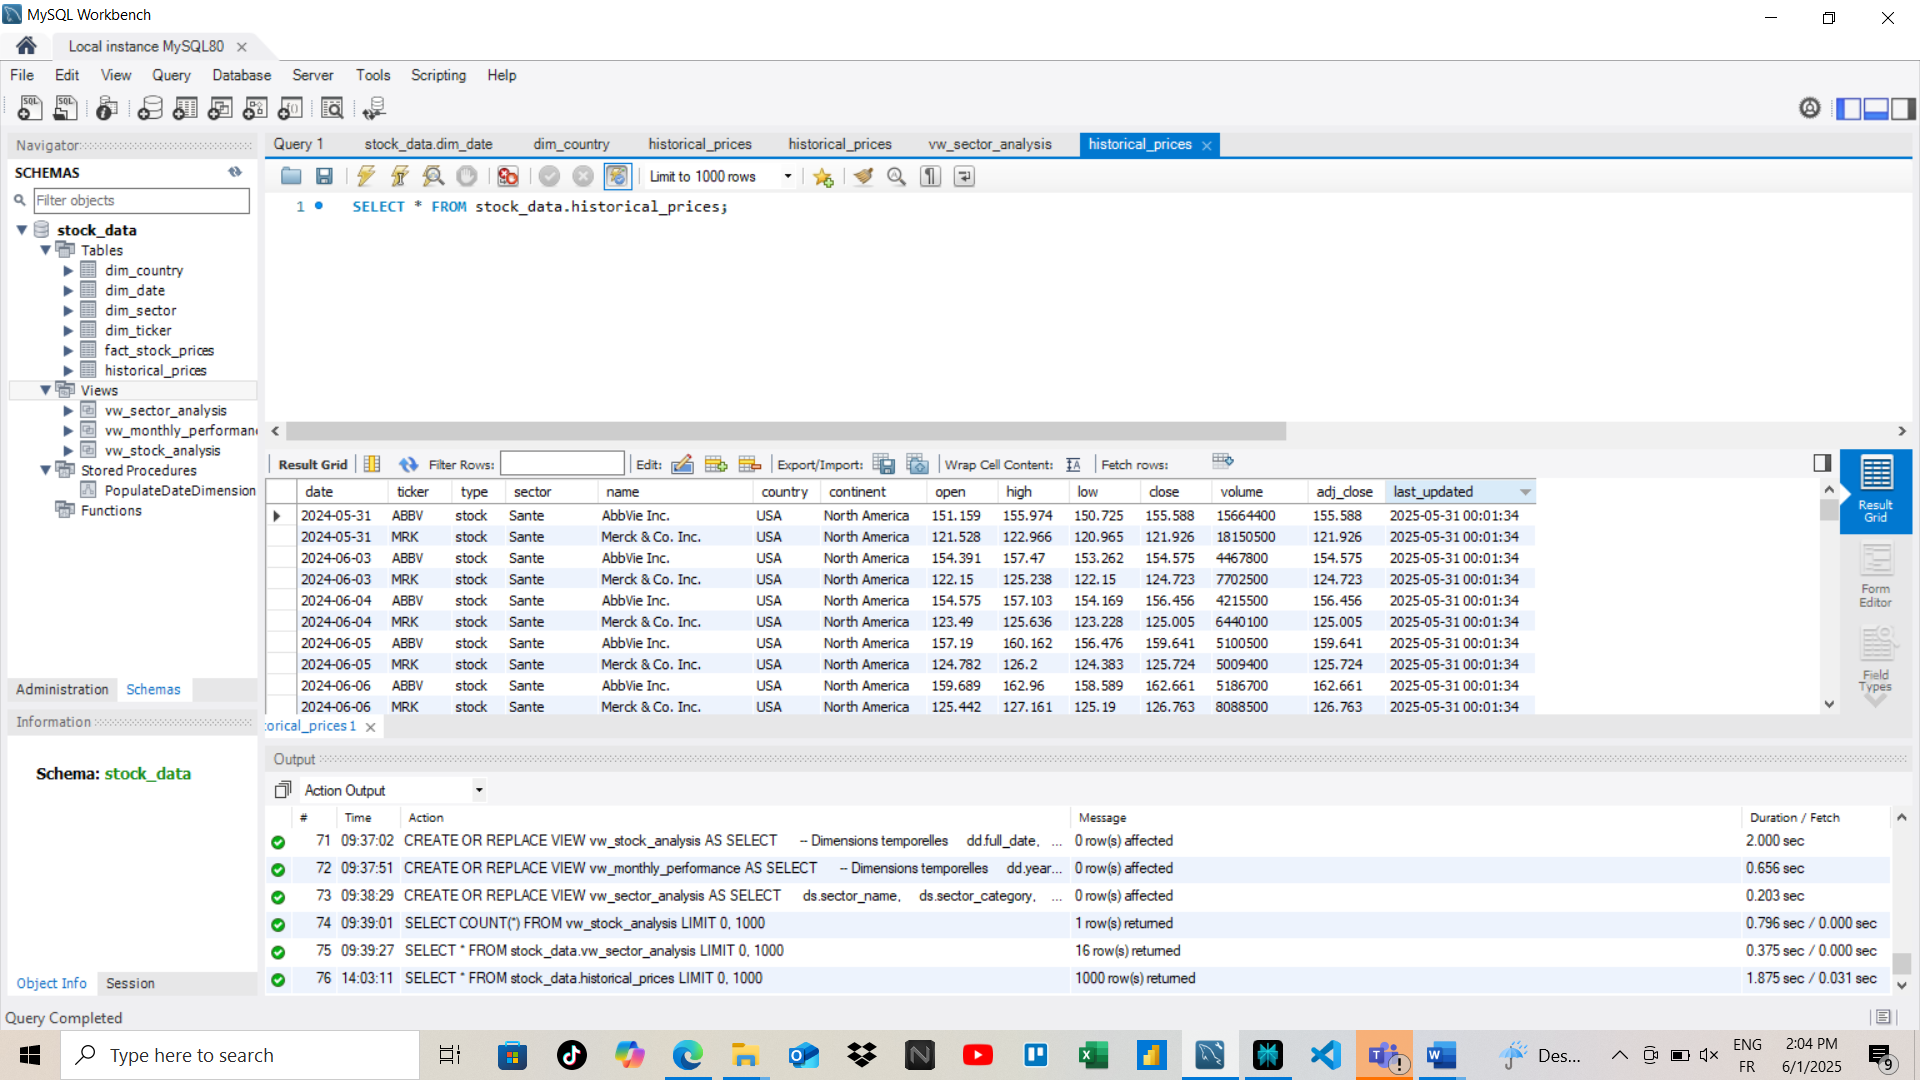 MySQL Workbench
Local instance MySQL80
File Edit View Query Database Server Tools Scripting Help
Navigator
SCHEMAS
Filter objects
stock_data
Tables
dim_country
dim_date
dim_sector
dim_ticker
fact_stock_prices
historical_prices
Views
vw_sector_analysis
vw_monthly_performan
vw_stock_analysis
Stored Procedures
PopulateDateDimension
Functions
Administration Schemas
Information
Schema: stock_data
Object Info Session
Query 1 stock_data.dim_date dim_country historical_prices historical_prices vw_sector_analysis historical_prices
Limit to 1000 rows
1 SELECT * FROM stock_data.historical_prices;
Result Grid Filter Rows: Edit: Export/Import: Wrap Cell Content: Fetch rows:
date ticker type sector name country continent open high low close volume adj_close last_updated
2024-05-31 ABBV stock Sante AbbVie Inc. USA North America 151.159 155.974 150.725 155.588 15664400 155.588 2025-05-31 00:01:34
2024-05-31 MRK stock Sante Merck & Co. Inc. USA North America 121.528 122.966 120.965 121.926 18150500 121.926 2025-05-31 00:01:34
2024-06-03 ABBV stock Sante AbbVie Inc. USA North America 154.391 157.47 153.262 154.575 4467800 154.575 2025-05-31 00:01:34
2024-06-03 MRK stock Sante Merck & Co. Inc. USA North America 122.15 125.238 122.15 124.723 7702500 124.723 2025-05-31 00:01:34
2024-06-04 ABBV stock Sante AbbVie Inc. USA North America 154.575 157.103 154.169 156.456 4215500 156.456 2025-05-31 00:01:34
2024-06-04 MRK stock Sante Merck & Co. Inc. USA North America 123.49 125.636 123.228 125.005 6440100 125.005 2025-05-31 00:01:34
2024-06-05 ABBV stock Sante AbbVie Inc. USA North America 157.19 160.162 156.476 159.641 5100500 159.641 2025-05-31 00:01:34
2024-06-05 MRK stock Sante Merck & Co. Inc. USA North America 124.782 126.2 124.383 125.724 5009400 125.724 2025-05-31 00:01:34
2024-06-06 ABBV stock Sante AbbVie Inc. USA North America 159.689 162.96 158.589 162.661 5186700 162.661 2025-05-31 00:01:34
2024-06-06 MRK stock Sante Merck & Co. Inc. USA North America 125.442 127.161 125.19 126.763 8088500 126.763 2025-05-31 00:01:34
Result Grid
Form Editor
Field Types
orical_prices1
Output
Action Output
# Time Action Message Duration / Fetch
71 09:37:02 CREATE OR REPLACE VIEW vw_stock_analysis AS SELECT -- Dimensions temporelles dd.full_date, ... 0 row(s) affected 2.000 sec
72 09:37:51 CREATE OR REPLACE VIEW vw_monthly_performance AS SELECT -- Dimensions temporelles dd.year... 0 row(s) affected 0.656 sec
73 09:38:29 CREATE OR REPLACE VIEW vw_sector_analysis AS SELECT ds.sector_name, ds.sector_category, ... 0 row(s) affected 0.203 sec
74 09:39:01 SELECT COUNT(*) FROM vw_stock_analysis LIMIT 0, 1000 1 row(s) returned 0.796 sec / 0.000 sec
75 09:39:27 SELECT * FROM stock_data.vw_sector_analysis LIMIT 0, 1000 16 row(s) returned 0.375 sec / 0.000 sec
76 14:03:11 SELECT * FROM stock_data.historical_prices LIMIT 0, 1000 1000 row(s) returned 1.875 sec / 0.031 sec
Query Completed
Type here to search
Des...
ENG
FR
2:04 PM
6/1/2025
9